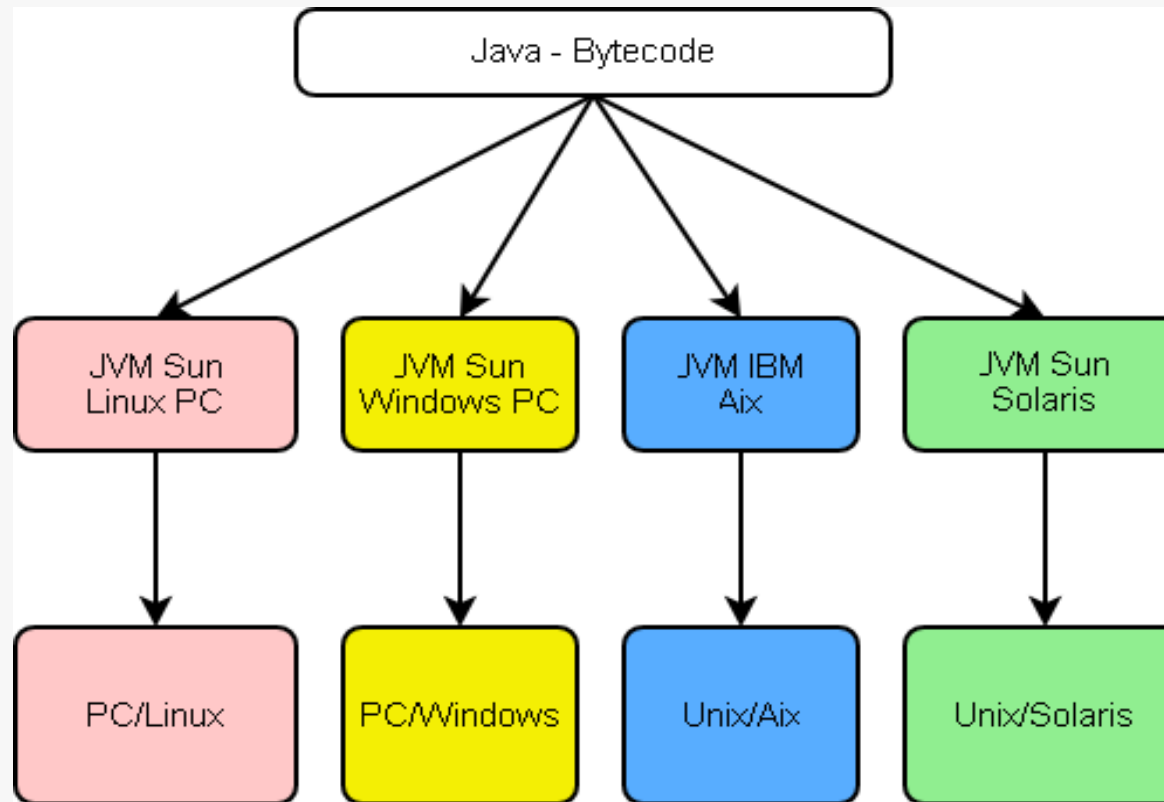 Java - Bytecode
JVM Sun
Linux PC
JVM Sun
Windows PC
JVM IBM
Aix
JVM Sun
Solaris
PC/Linux
PC/Windows
Unix/Aix
Unix/Solaris